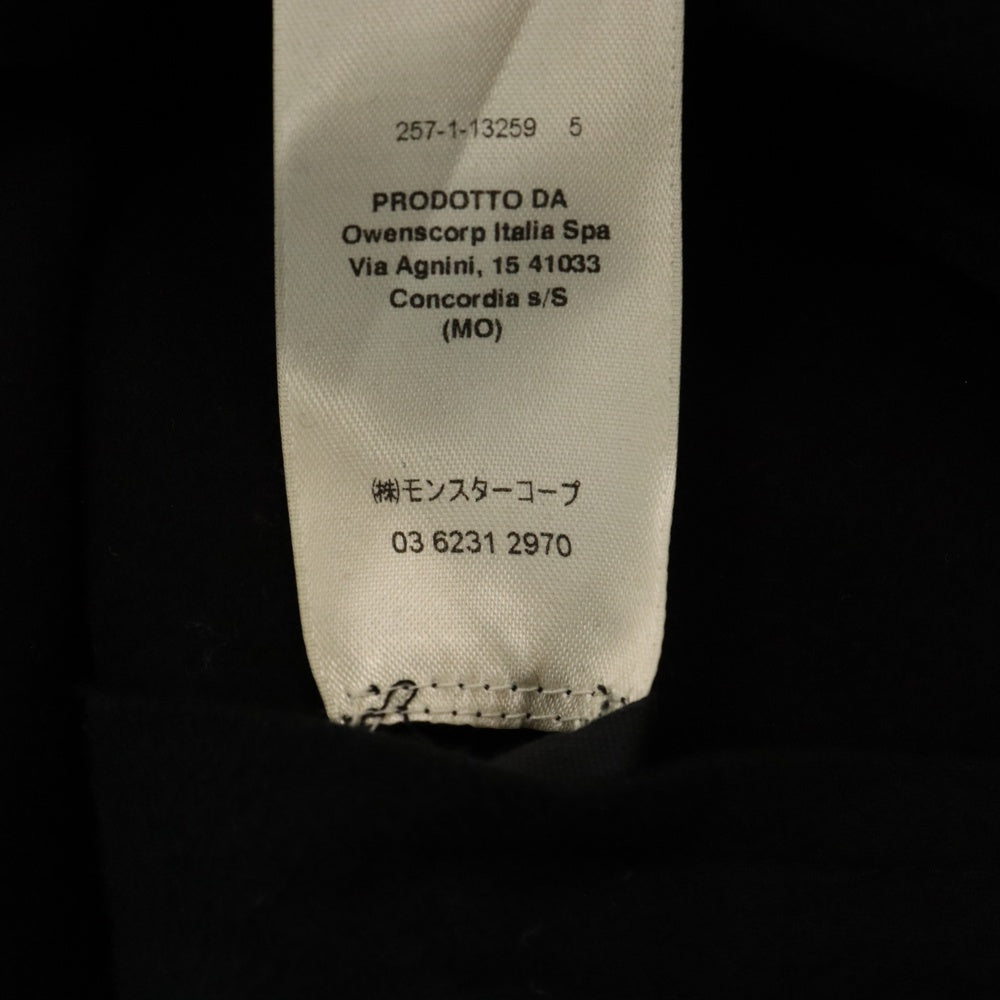 257-1-13259 5
PRODOTTO DA
Owenscorp Italia Spa
Via Agnini, 15 41033
Concordia s/S
(MO)
㈱モンスターコープ
03 6231 2970